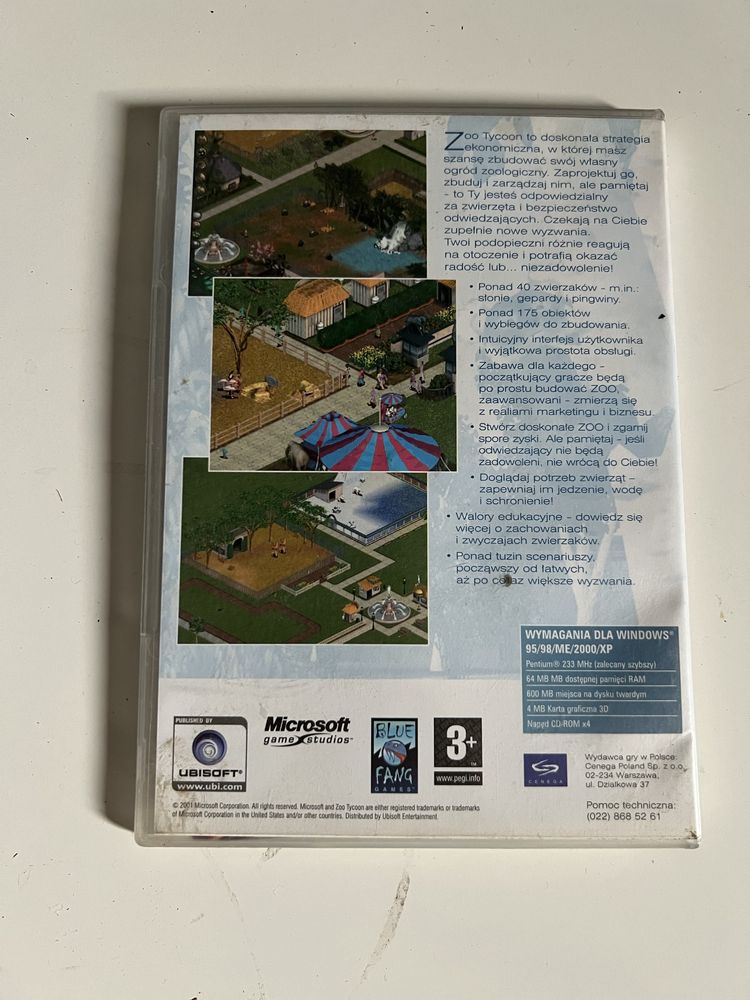 Zoo Tycoon to doskonała strategia
ekonomiczna, w której masz
szansę zbudować swój własny
ogród zoologiczny. Zaprojektuj go,
zbuduj i zarządzaj nim, ale pamiętaj
- to Ty jesteś odpowiedzialny
za zwierzęta i bezpieczeństwo
odwiedzających. Czekają na Ciebie
zupełnie nowe wyzwania.
Twoi podopieczni różnie reagują
na otoczenie i potrafią okazać
radość lub... niezadowolenie!
• Ponad 40 zwierzaków - m.in.:
słonie, gepardy i pingwiny.
• Ponad 175 obiektów
i wybiegów do zbudowania.
• Intuicyjny interfejs użytkownika
i wyjątkowa prostota obsługi.
• Zabawa dla każdego -
początkujący gracze będą
po prostu budować ZOO,
zaawansowani - zmierzą się
z realiami marketingu i biznesu.
• Stwórz doskonałe ZOO i zgarnij
spore zyski. Ale pamiętaj - jeśli
odwiedzający nie będą
zadowoleni, nie wrócą do Ciebie!
• Doglądaj potrzeb zwierząt -
zapewniaj im jedzenie, wodę
i schronienie!
• Walory edukacyjne - dowiedz się
więcej o zachowaniach
i zwyczajach zwierzaków.
• Ponad tuzin scenariuszy,
począwszy od łatwych,
aż po coraz większe wyzwania.
WYMAGANIA DLA WINDOWS®
95/98/ME/2000/XP
Pentium® 233 MHz (zalecany szybszy)
64 MB MB dostępnej pamięci RAM
600 MB miejsca na dysku twardym
4 MB Karta graficzna 3D
Napęd CD-ROM x4
PUBLISHED BY
UBISOFT®
www.ubi.com
Microsoft
game studios™
BLUE
FANG
GAMES
3+
™
www.pegi.info
CENEGA
Wydawca gry w Polsce:
Cenega Poland Sp. z o.o.
02-234 Warszawa,
ul. Działkowa 37
Pomoc techniczna:
(022) 868 52 61
© 2001 Microsoft Corporation. All rights reserved. Microsoft and Zoo Tycoon are either registered trademarks or trademarks
of Microsoft Corporation in the United States and/or other countries. Distributed by Ubisoft Entertainment.